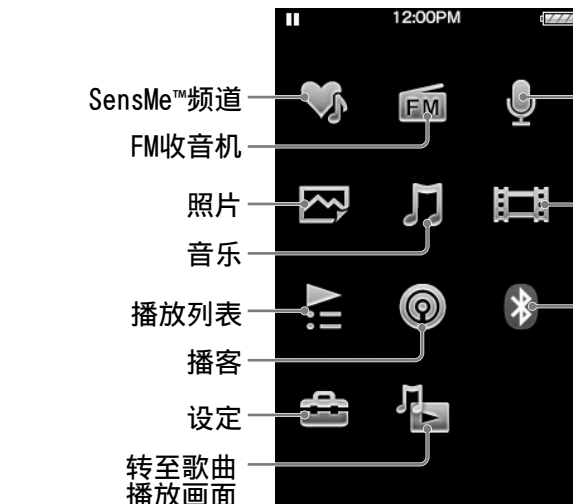 12:00PM
SensMe™频道
FM
FM收音机
照片
音乐
播放列表
播客
设定
转至歌曲
播放画面